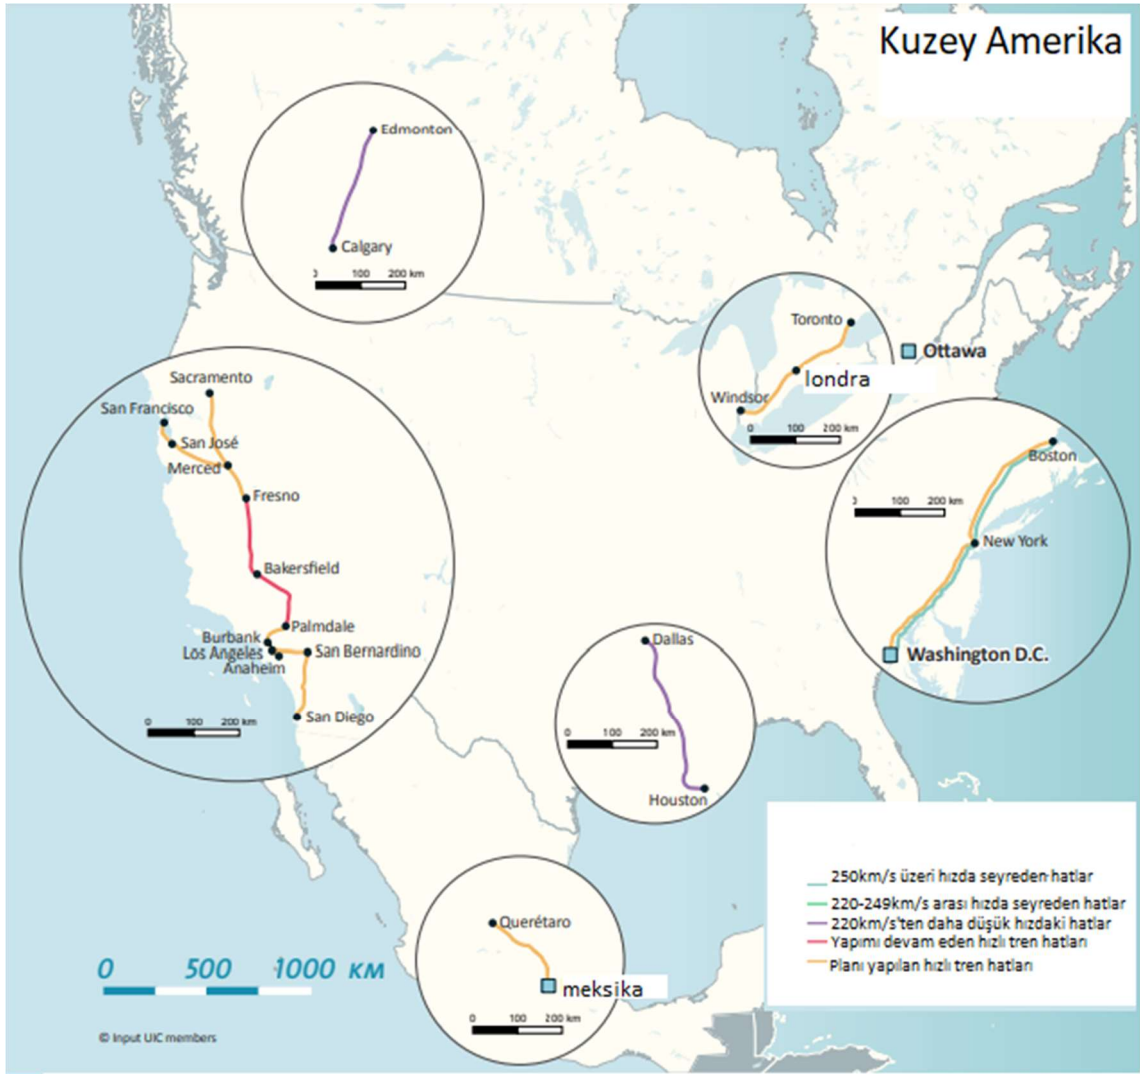 Kuzey Amerika
Edmonton
Calgary
0 100 200 km
Toronto
londra
Windsor
0 100 200 km
Ottawa
Sacramento
San Francisco
San José
Merced
Fresno
Bakersfield
Palmdale
Burbank
Los Angeles
San Bernardino
Anaheim
San Diego
0 100 200 km
Boston
0 100 200 km
New York
Washington D.C.
Dallas
0 100 200 km
Houston
Querétaro
meksika
0 100 200 km
250km/s üzeri hızda seyreden hatlar
220-249km/s arası hızda seyreden hatlar
220km/s'ten daha düşük hızdaki hatlar
Yapımı devam eden hızlı tren hatları
Planı yapılan hızlı tren hatları
0 500 1000 KM
© Input UIC members